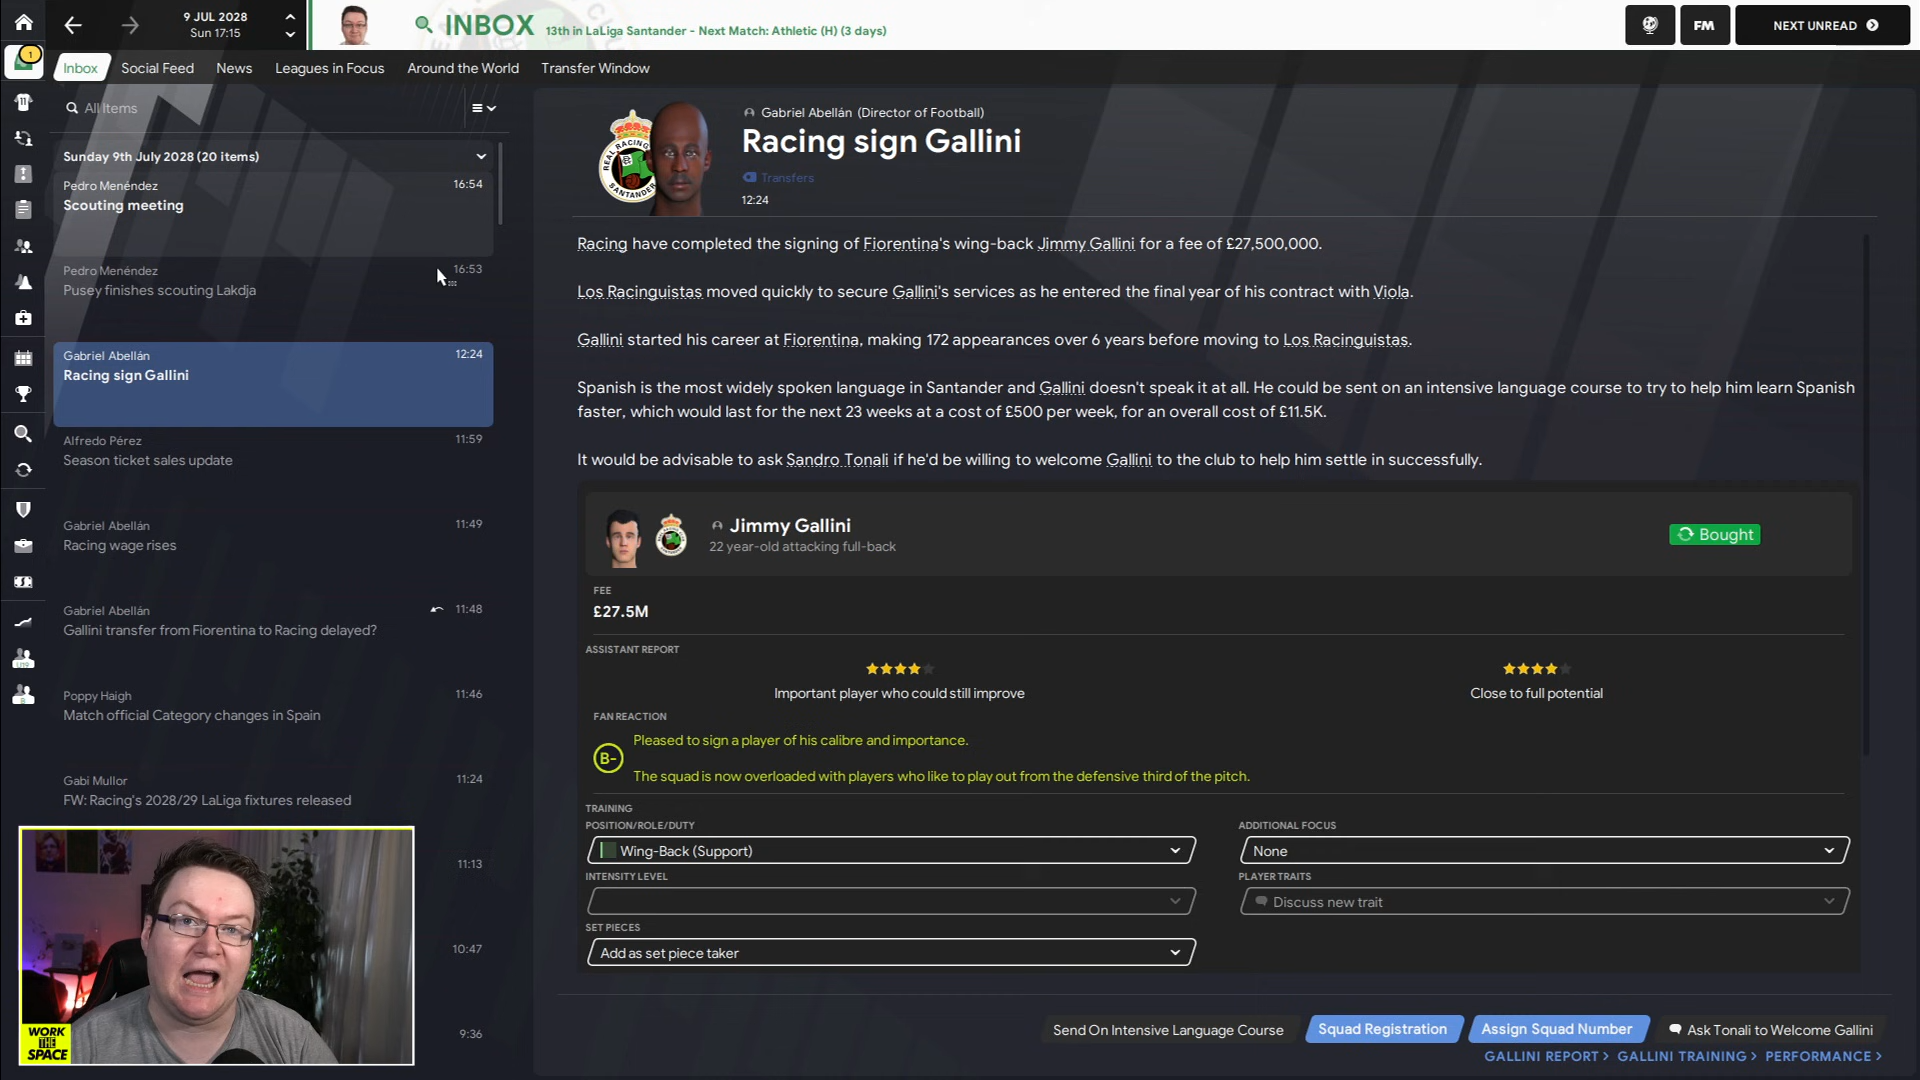 9 JUL 2028
Sun 17:15
INBOX
13th in LaLiga Santander - Next Match: Athletic (H) (3 days)
FM
NEXT UNREAD
1
Inbox
Social Feed
News
Leagues in Focus
Around the World
Transfer Window
All Items
Sunday 9th July 2028 (20 items)
Pedro Menéndez
16:54
Scouting meeting
Pedro Menéndez
16:53
Pusey finishes scouting Lakdja
Gabriel Abellán
12:24
Racing sign Gallini
Alfredo Pérez
11:59
Season ticket sales update
Gabriel Abellán
11:49
Racing wage rises
Gabriel Abellán
11:48
Gallini transfer from Fiorentina to Racing delayed?
Poppy Haigh
11:46
Match official Category changes in Spain
Gabi Mullor
11:24
FW: Racing's 2028/29 LaLiga fixtures released
11:13
10:47
9:36
WORK
THE
SPACE
Gabriel Abellán (Director of Football)
Racing sign Gallini
Transfers
12:24
Racing have completed the signing of Fiorentina's wing-back Jimmy Gallini for a fee of £27,500,000.
Los Racinguistas moved quickly to secure Gallini's services as he entered the final year of his contract with Viola.
Gallini started his career at Fiorentina, making 172 appearances over 6 years before moving to Los Racinguistas.
Spanish is the most widely spoken language in Santander and Gallini doesn't speak it at all. He could be sent on an intensive language course to try to help him learn Spanish
faster, which would last for the next 23 weeks at a cost of £500 per week, for an overall cost of £11.5K.
It would be advisable to ask Sandro Tonali if he'd be willing to welcome Gallini to the club to help him settle in successfully.
Jimmy Gallini
22 year-old attacking full-back
Bought
FEE
£27.5M
ASSISTANT REPORT
Important player who could still improve
Close to full potential
FAN REACTION
B-
Pleased to sign a player of his calibre and importance.
The squad is now overloaded with players who like to play out from the defensive third of the pitch.
TRAINING
POSITION/ROLE/DUTY
ADDITIONAL FOCUS
Wing-Back (Support)
None
INTENSITY LEVEL
PLAYER TRAITS
Discuss new trait
SET PIECES
Add as set piece taker
Send On Intensive Language Course
Squad Registration
Assign Squad Number
Ask Tonali to Welcome Gallini
GALLINI REPORT >
GALLINI TRAINING >
PERFORMANCE >